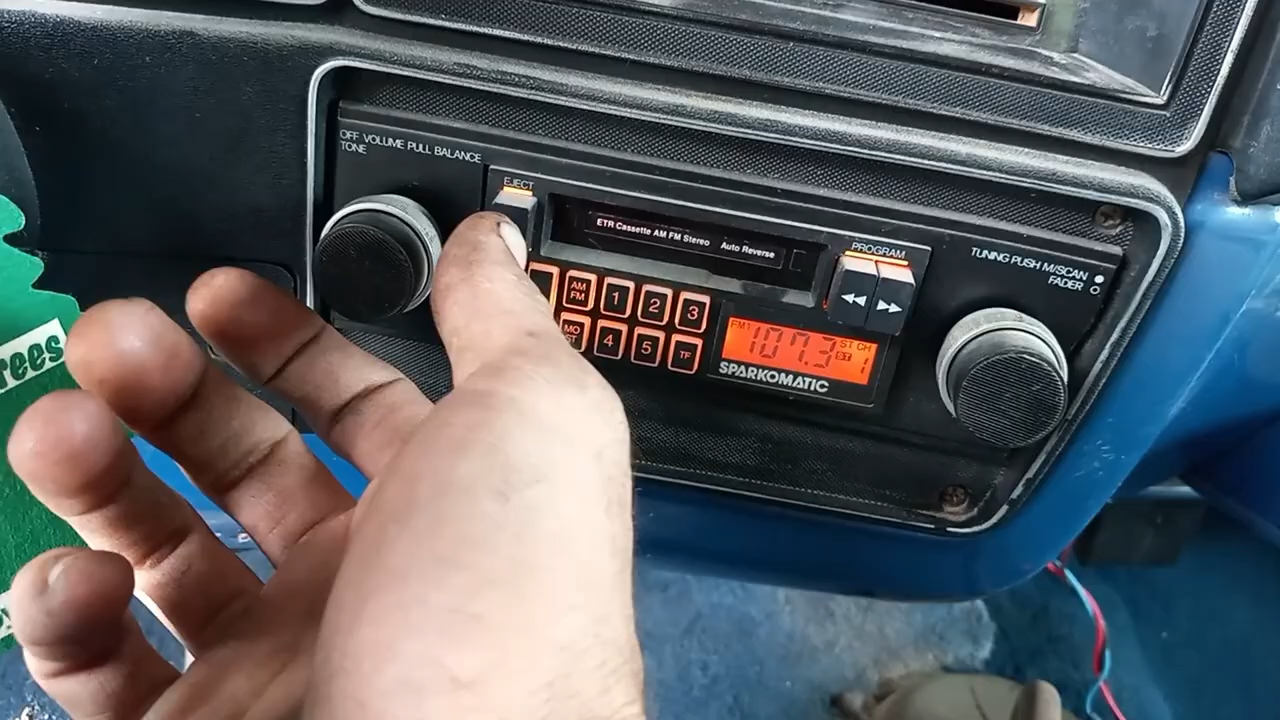 OFF VOLUME PULL BALANCE
TONE
EJECT
ETR Cassette AM FM Stereo Auto Reverse
PROGRAM
TUNING PUSH M/SCAN
FADER
AM
FM
1
2
3
MO
ST
4
5
TF
FM1 107.3 ST CH
ST 1
SPARKOMATIC
rees